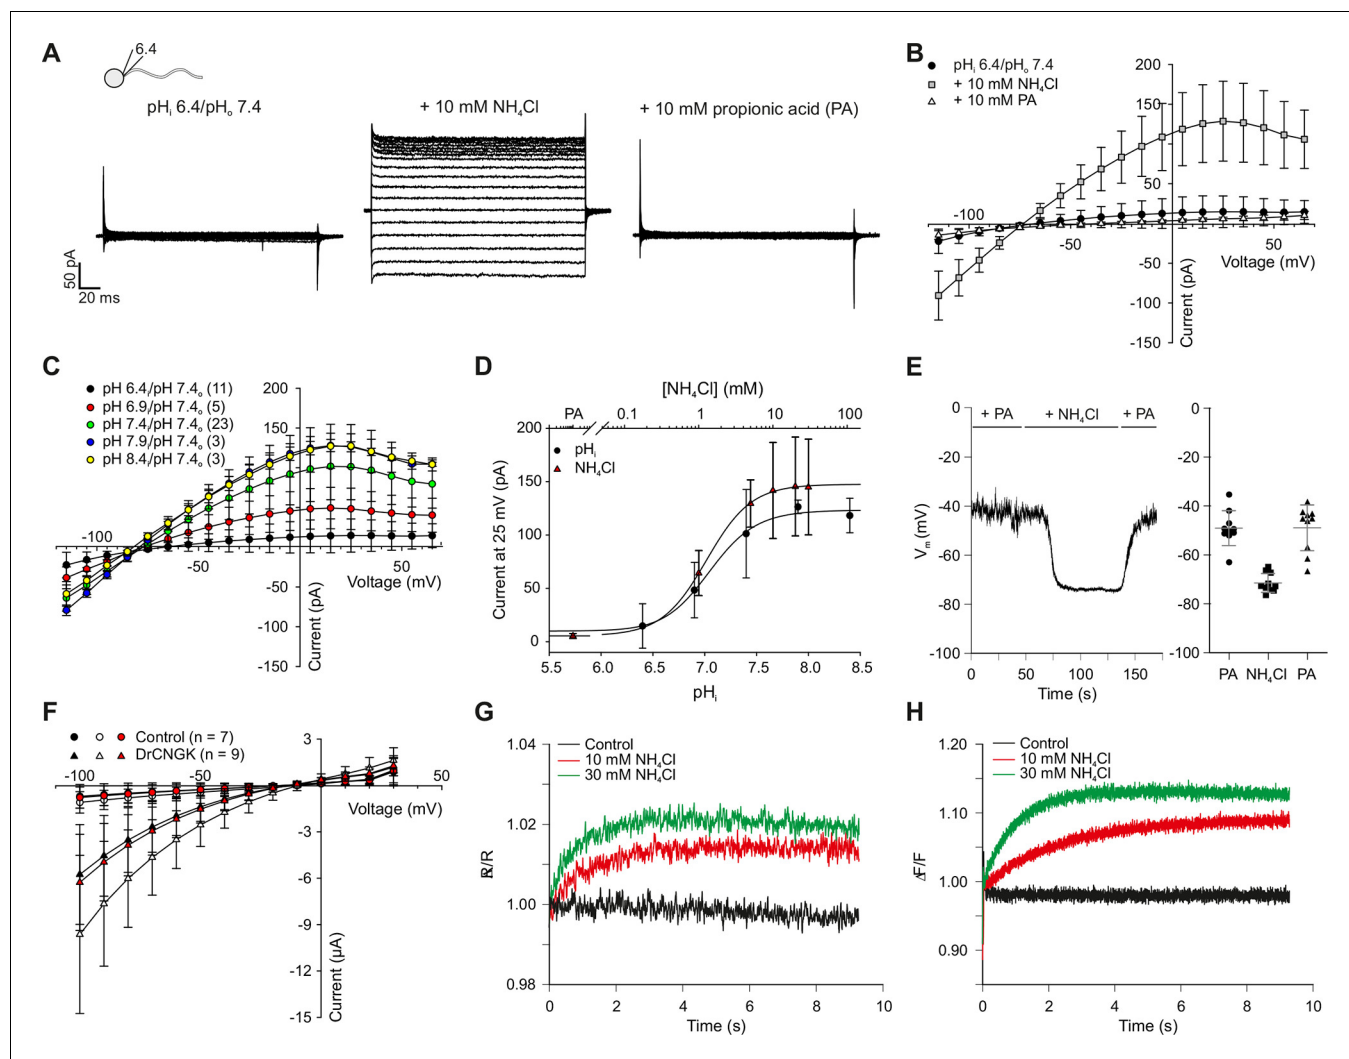 A
6.4
pHi 6.4/pHo 7.4
+ 10 mM NH4Cl
+ 10 mM propionic acid (PA)
50 pA
20 ms
B
pHi 6.4/pHo 7.4
+ 10 mM NH4Cl
+ 10 mM PA
200
150
100
50
-50
-100
-150
-100
-50
50
Voltage (mV)
Current (pA)
C
pH 6.4/pH 7.4o (11)
pH 6.9/pH 7.4o (5)
pH 7.4/pH 7.4o (23)
pH 7.9/pH 7.4o (3)
pH 8.4/pH 7.4o (3)
200
150
100
50
-50
-100
-150
-100
-50
50
Voltage (mV)
Current (pA)
D
[NH4Cl] (mM)
PA 0.1 1 10 100
pHi
NH4Cl
200
150
100
50
0
Current at 25 mV (pA)
5.5 6.0 6.5 7.0 7.5 8.0 8.5
pHi
E
+ PA + NH4Cl + PA
0
-20
-40
-60
-80
-100
Vm (mV)
0 50 100 150
Time (s)
0
-20
-40
-60
-80
-100
PA NH4Cl PA
F
Control (n = 7)
DrCNGK (n = 9)
3
-3
-6
-9
-12
-15
-100
-50
50
Voltage (mV)
Current (µA)
G
Control
10 mM NH4Cl
30 mM NH4Cl
1.04
1.02
1.00
0.98
0 2 4 6 8 10
Time (s)
H
Control
10 mM NH4Cl
30 mM NH4Cl
1.20
1.10
1.00
0.90
ΔF/F
0 2 4 6 8 10
Time (s)